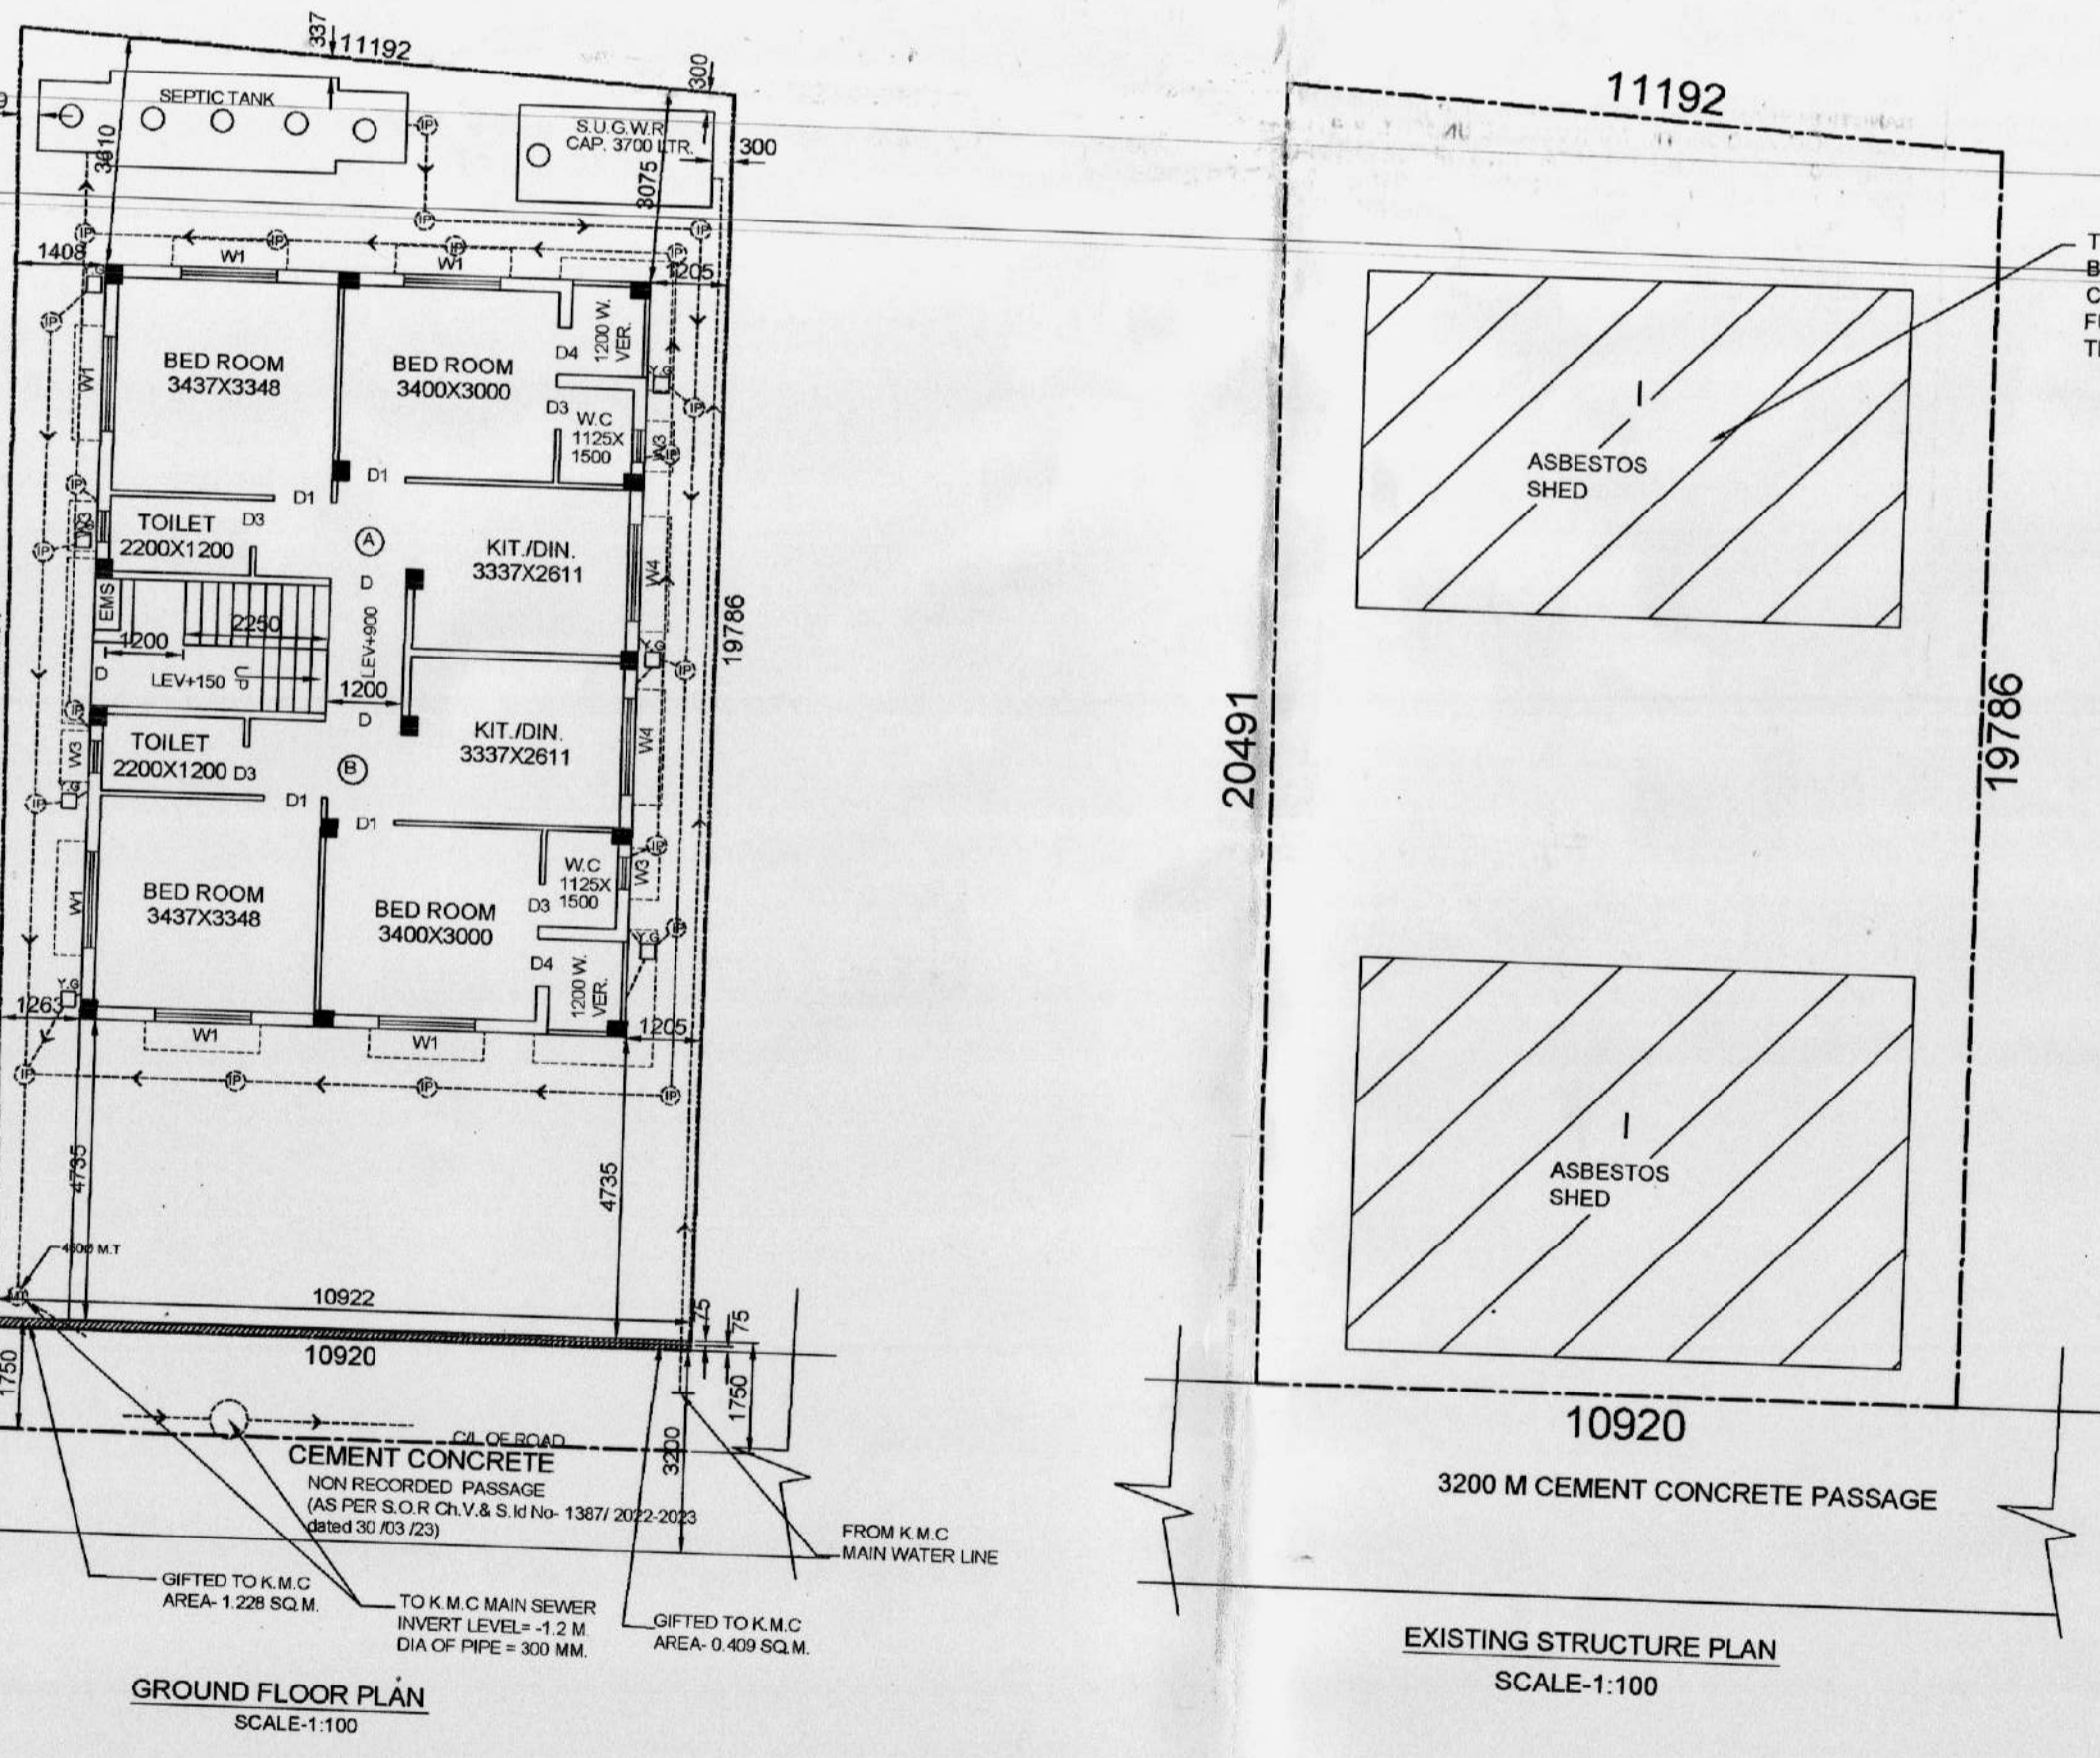 337
11192
300
SEPTIC TANK
S.U.G.W.R
CAP. 3700 LTR.
300
3610
3075
1408
W1
W1
1205
BED ROOM
3437X3348
BED ROOM
3400X3000
D4
1200 W.
VER.
Y.G
W1
D3
W.C
1125X
1500
W3
D1
D1
TOILET
2200X1200
D3
W3
A
KIT./DIN.
3337X2611
W4
EMS
D
LEV+900
2250
1200
Y.G
19786
D
LEV+150
UP
1200
D
KIT./DIN.
3337X2611
W4
TOILET
2200X1200
D3
W3
B
Y.G
D1
D1
W.C
1125X
1500
W3
BED ROOM
3437X3348
W1
BED ROOM
3400X3000
D3
Y.G
D4
1200 W.
VER.
Y.G
1263
W1
W1
1205
IP
4735
4735
M.T
10922
75
75
10920
1750
1750
C/L OF ROAD
CEMENT CONCRETE
NON RECORDED PASSAGE
(AS PER S.O.R Ch.V.& S.Id No- 1387/ 2022-2023
dated 30 /03 /23)
3200
FROM K.M.C
MAIN WATER LINE
GIFTED TO K.M.C
AREA- 1.228 SQ.M.
TO K.M.C MAIN SEWER
INVERT LEVEL= -1.2 M.
DIA OF PIPE = 300 MM.
GIFTED TO K.M.C
AREA- 0.409 SQ.M.
GROUND FLOOR PLAN
SCALE-1:100
11192
I
ASBESTOS
SHED
20491
19786
I
ASBESTOS
SHED
10920
3200 M CEMENT CONCRETE PASSAGE
EXISTING STRUCTURE PLAN
SCALE-1:100